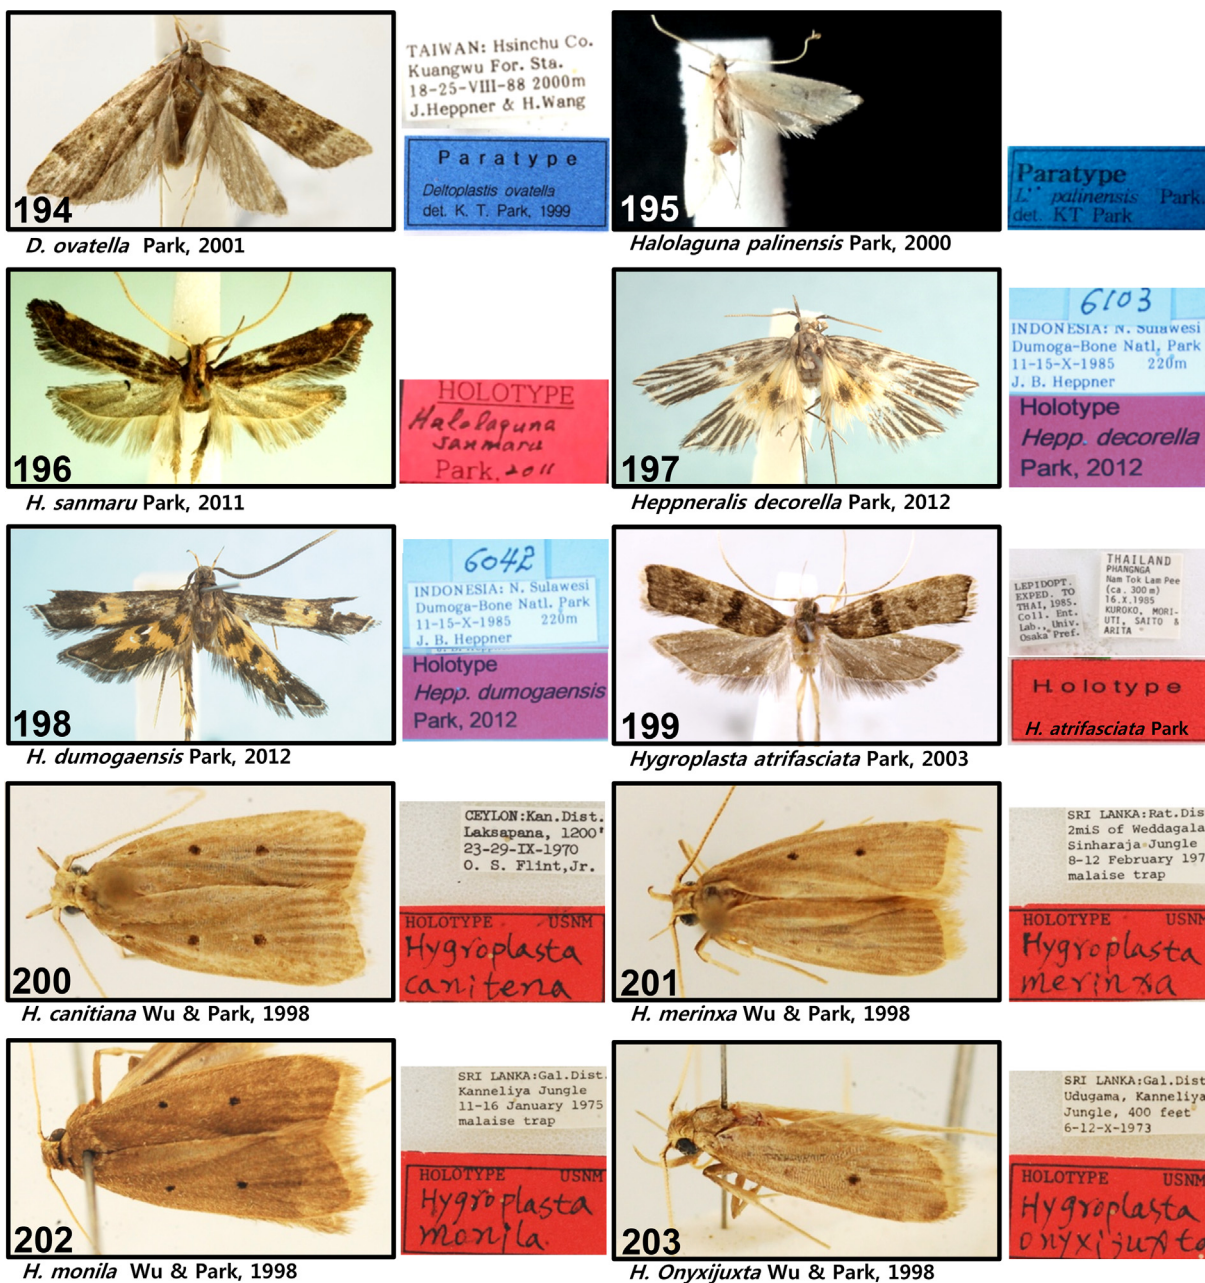 TAIWAN: Hsinchu Co.
Kuangwu For. Sta.
18-25-VIII-88 2000m
J.Heppner & H.Wang
Paratype
Deltoplastis ovatella
det. K. T. Park, 1999
194
D. ovatella Park, 2001
Paratype
L" palinensis Park.
det. KT Park
195
Halolaguna palinensis Park, 2000
HOLOTYPE
Halolaguna
sanmaru
Park, 2011
196
H. sanmaru Park, 2011
6103
INDONESIA: N. Sulawesi
Dumoga-Bone Natl. Park
11-15-X-1985 220m
J. B. Heppner
Holotype
Hepp. decorella
Park, 2012
197
Heppneralis decorella Park, 2012
6042
INDONESIA: N. Sulawesi
Dumoga-Bone Natl. Park
11-15-X-1985 220m
J. B. Heppner
Holotype
Hepp. dumogaensis
Park, 2012
198
H. dumogaensis Park, 2012
LEPIDOPT.
EXPED. TO
THAI, 1985.
Coll. Ent.
Lab., Univ.
Osaka Pref.
THAILAND
PHANGNGA
Nam Tok Lam Pee
(ca. 300 m)
16.X.1985
KUROKO, MORI-
UTI, SAITO &
ARITA
Holotype
H. atrifasciata Park
199
Hygroplasta atrifasciata Park, 2003
CEYLON:Kan.Dist.
Laksapana, 1200'
23-29-IX-1970
O. S. Flint,Jr.
HOLOTYPE USNM
Hygroplasta
canitena
200
H. canitiana Wu & Park, 1998
SRI LANKA:Rat.Dis
2miS of Weddagala
Sinharaja Jungle
8-12 February 197
malaise trap
HOLOTYPE USNM
Hygroplasta
merinxa
201
H. merinxa Wu & Park, 1998
SRI LANKA:Gal.Dist.
Kanneliya Jungle
11-16 January 1975
malaise trap
HOLOTYPE USNM
Hygroplasta
monila.
202
H. monila Wu & Park, 1998
SRI LANKA:Gal.Dist
Udugama, Kanneliya
Jungle, 400 feet
6-12-X-1973
HOLOTYPE USNM
Hygroplasta
onyxijuxta
203
H. Onyxijuxta Wu & Park, 1998